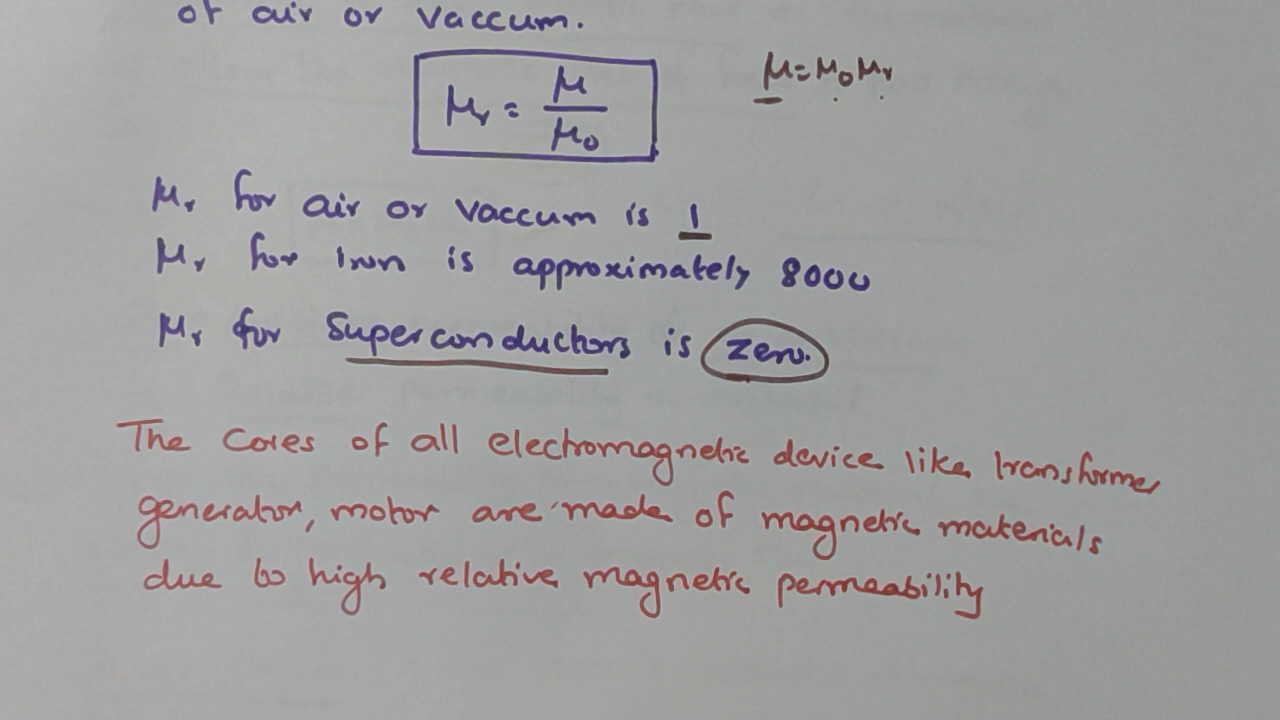 of air or vaccum.
μr = μ/μ0
μ=μ0μr
μr for air or vaccum is 1
μr for iron is approximately 8000
μr for superconductors is zero.
The cores of all electromagnetic device like transformer
generator, motor are made of magnetic materials
due to high relative magnetic permeability